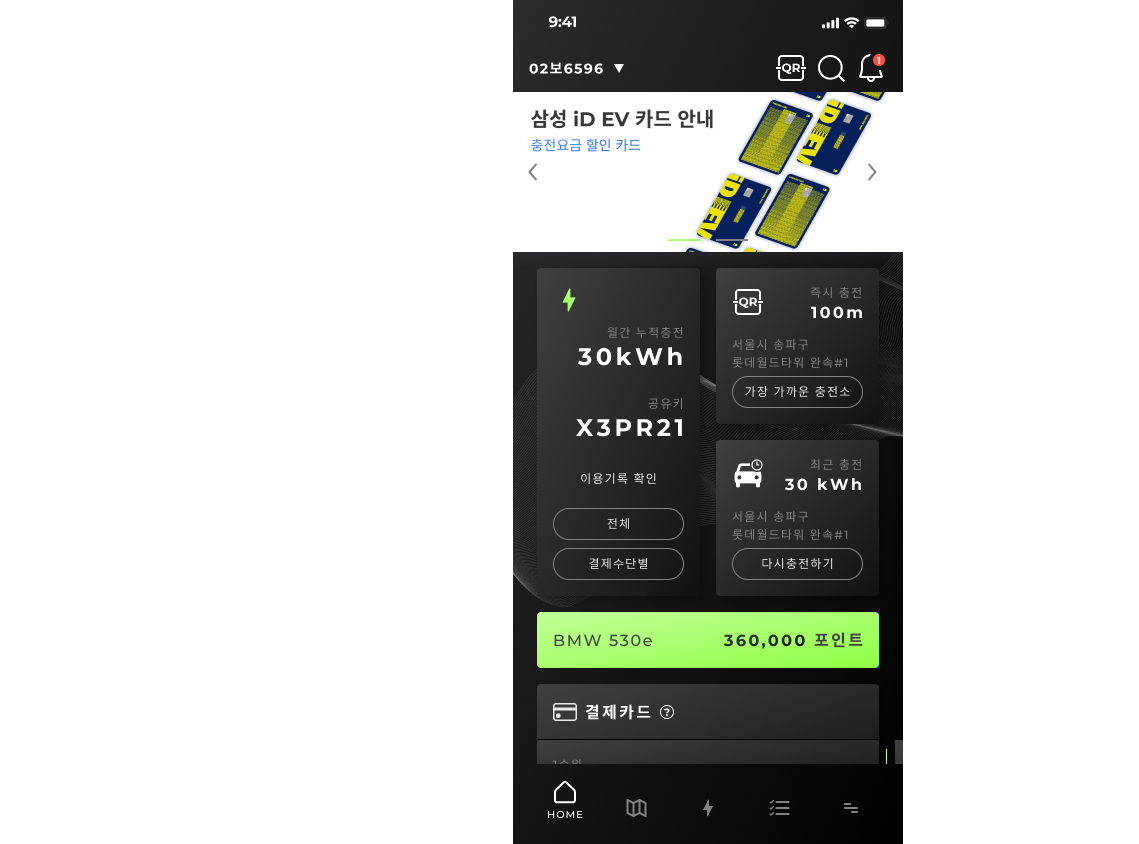 9:41
02보6596 ▼
QR
1
삼성 iD EV 카드 안내
충전요금 할인 카드
iD EV
iD EV
월간 누적충전
30kWh
공유키
X3PR21
이용기록 확인
전체
결제수단별
QR
즉시 충전
100m
서울시 송파구
롯데월드타워 완속#1
가장 가까운 충전소
최근 충전
30 kWh
서울시 송파구
롯데월드타워 완속#1
다시충전하기
BMW 530e
360,000 포인트
결제카드 ?
HOME